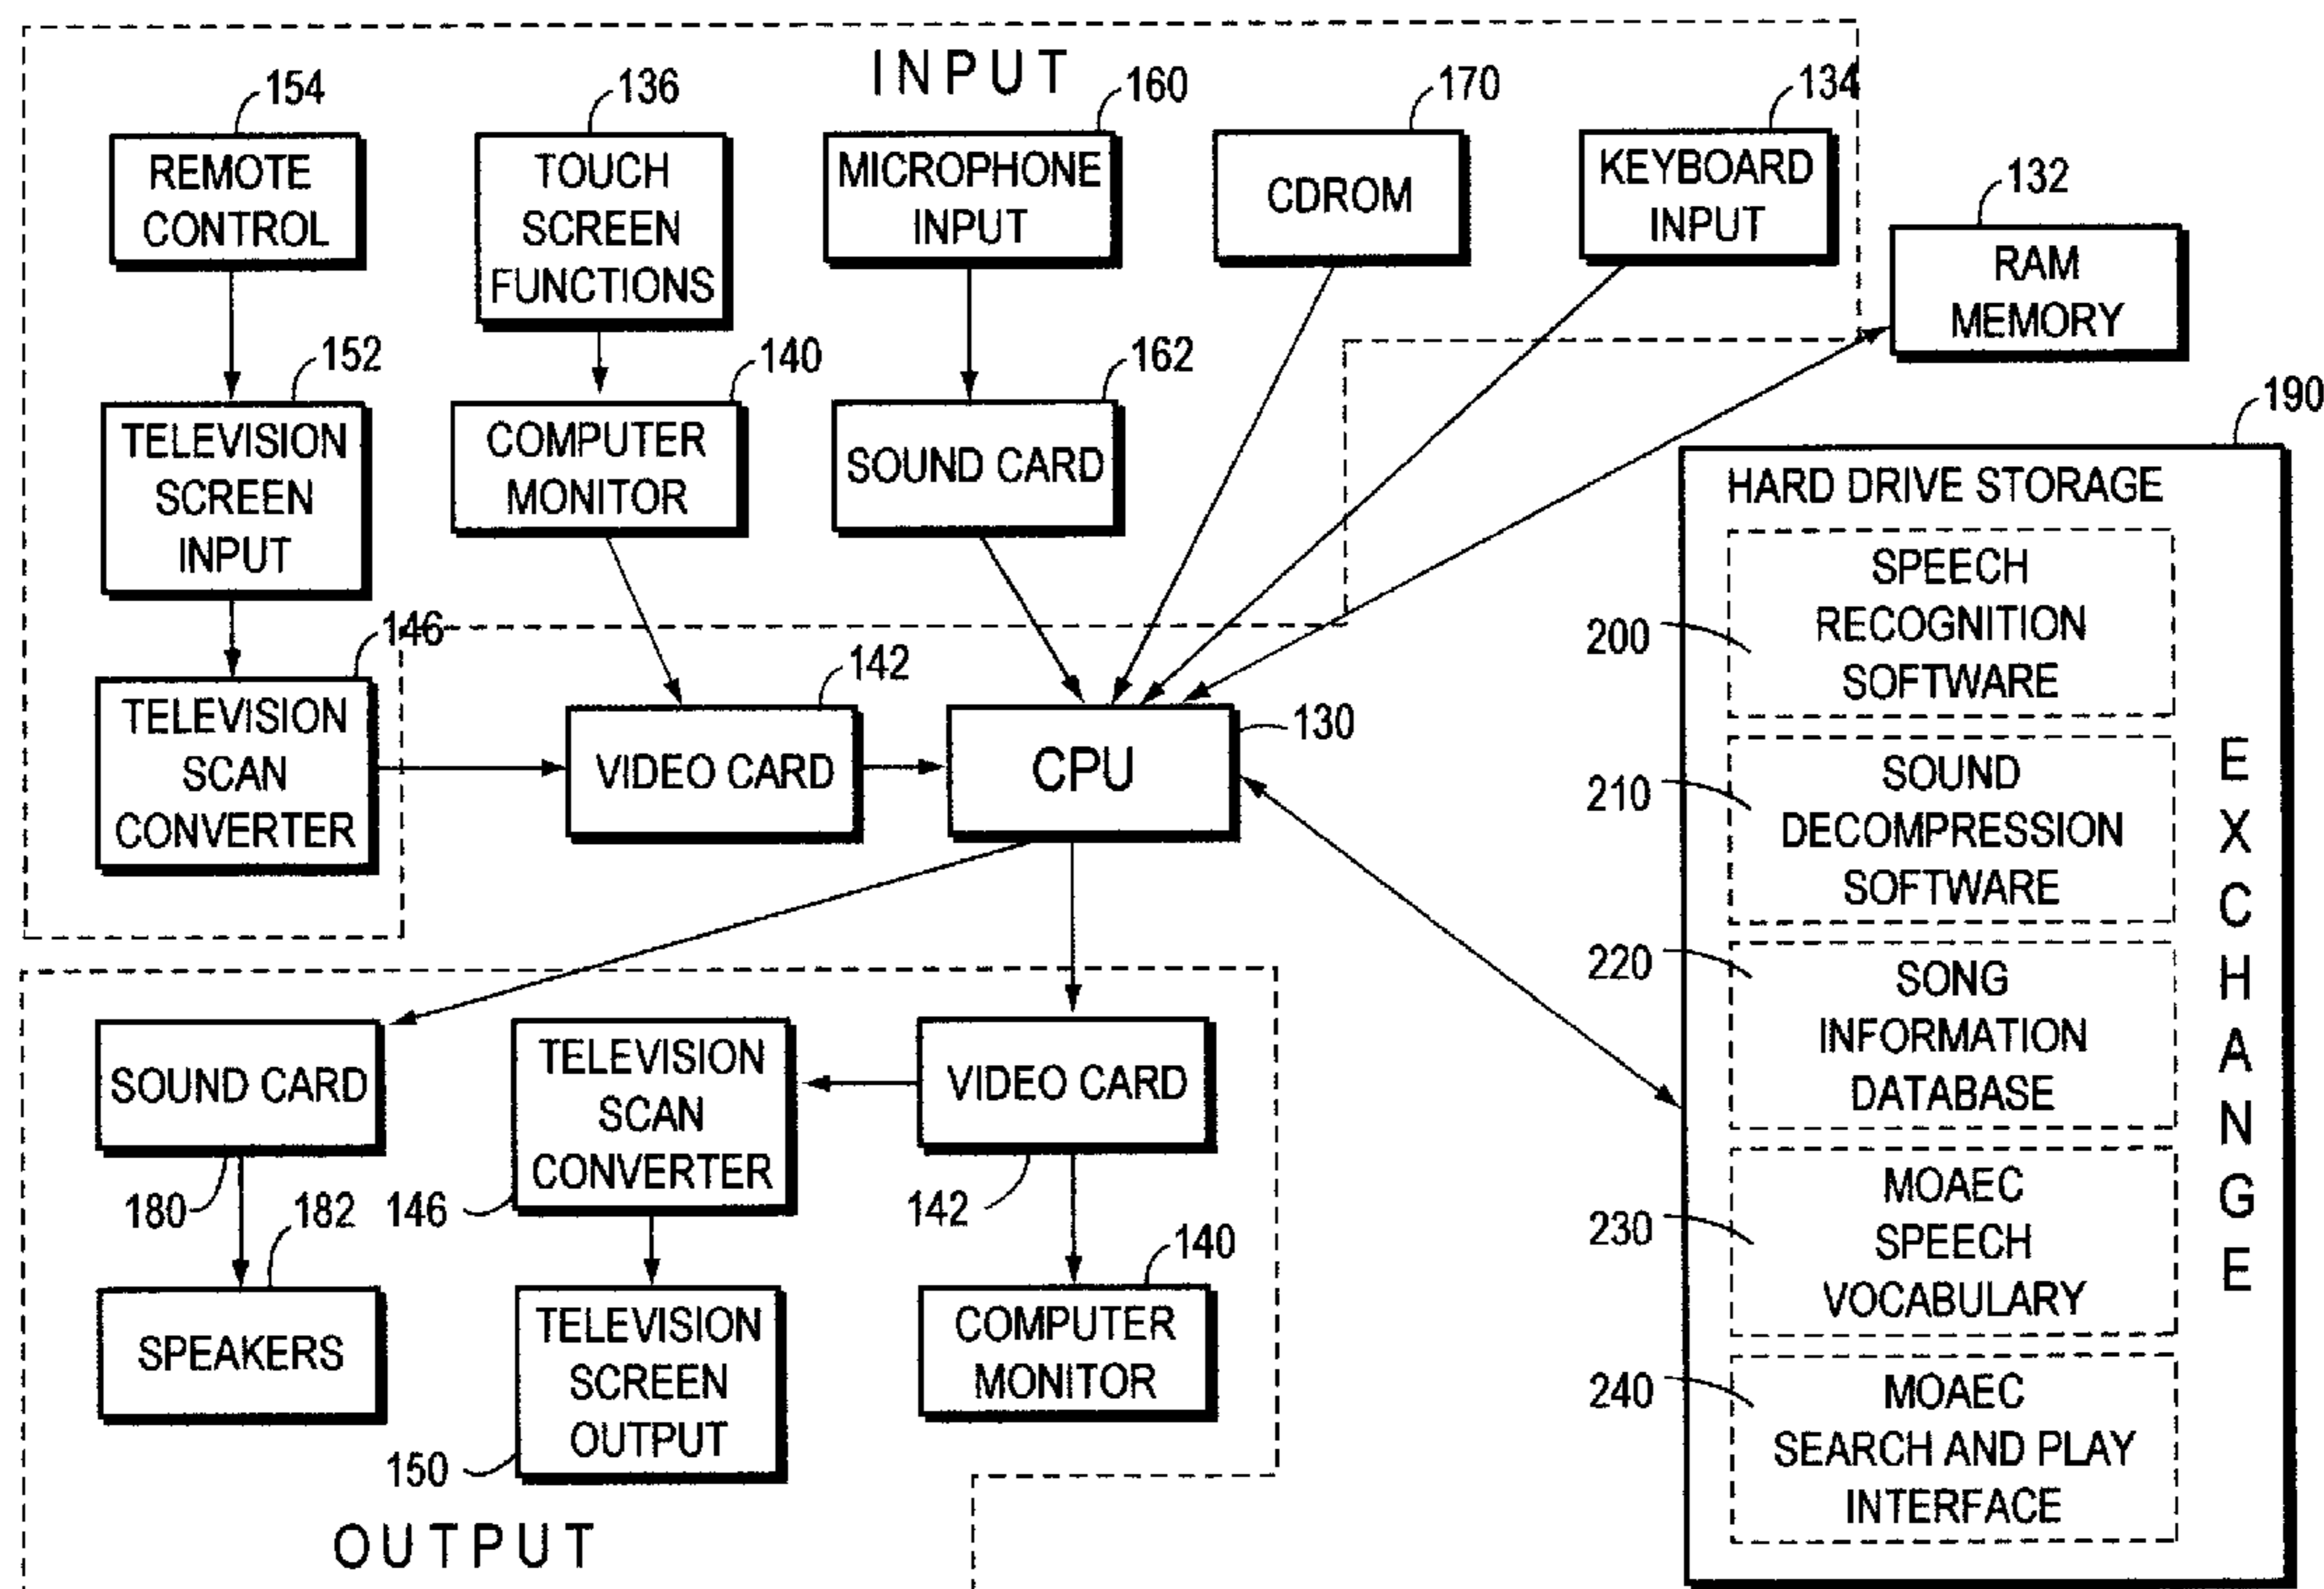 INPUT
154
REMOTE
CONTROL
136
TOUCH
SCREEN
FUNCTIONS
160
MICROPHONE
INPUT
170
CDROM
134
KEYBOARD
INPUT
132
RAM
MEMORY
152
TELEVISION
SCREEN
INPUT
140
COMPUTER
MONITOR
162
SOUND CARD
146
TELEVISION
SCAN
CONVERTER
142
VIDEO CARD
130
CPU
190
HARD DRIVE STORAGE
200
SPEECH
RECOGNITION
SOFTWARE
210
SOUND
DECOMPRESSION
SOFTWARE
220
SONG
INFORMATION
DATABASE
230
MOAEC
SPEECH
VOCABULARY
240
MOAEC
SEARCH AND PLAY
INTERFACE
EXCHANGE
SOUND CARD
180
182
SPEAKERS
TELEVISION
SCAN
CONVERTER
146
VIDEO CARD
142
TELEVISION
SCREEN
OUTPUT
150
140
COMPUTER
MONITOR
OUTPUT